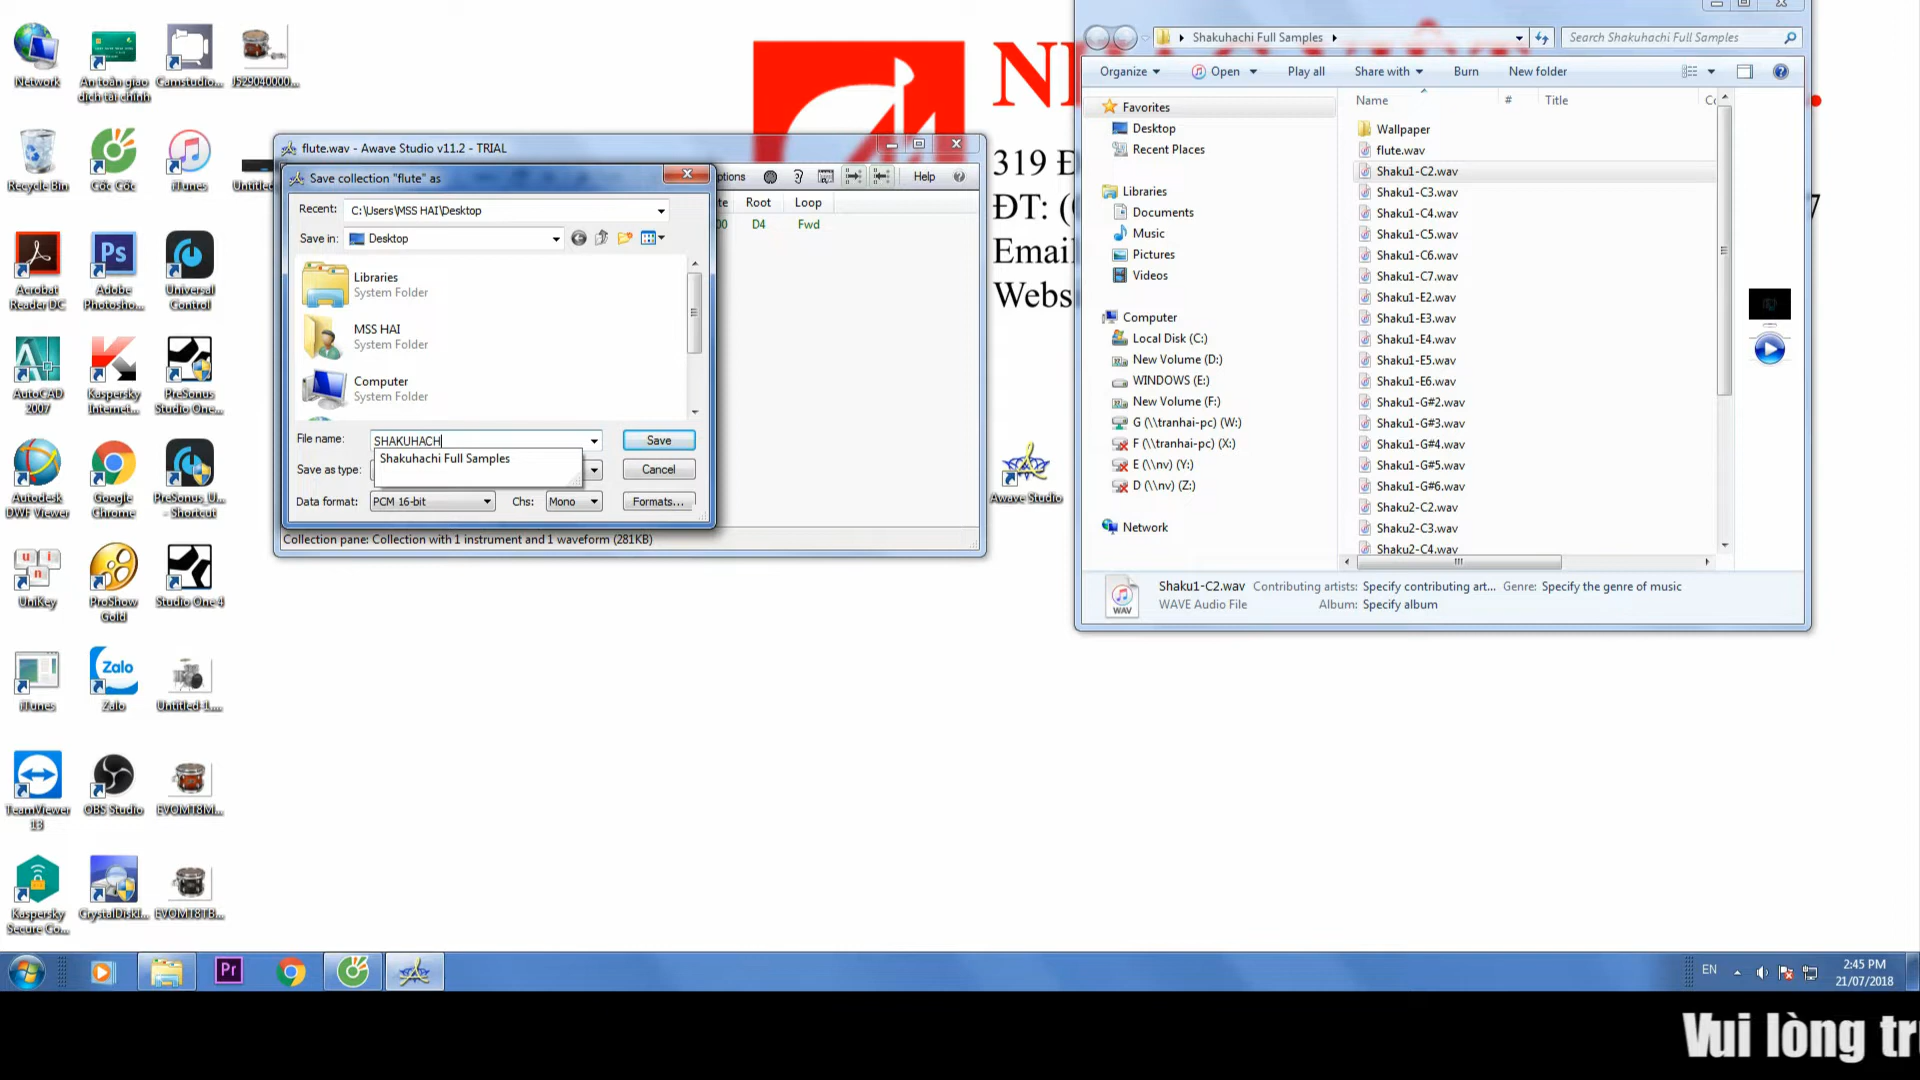 Network
An toàn giao dịch tài chính
Camstudio...
J529040000...
Recycle Bin
Cốc Cốc
iTunes
Untitled
Acrobat Reader DC
Adobe Photosho...
Universal Control
AutoCAD 2007
Kaspersky Internet...
PreSonus Studio One...
Autodesk DWF Viewer
Google Chrome
PreSonus_U... - Shortcut
UniKey
ProShow Gold
Studio One 4
iTunes
Zalo
Untitled-1....
TeamViewer 13
OBS Studio
EVOMT8M...
Kaspersky Secure Co...
CrystalDiskI...
EVOMT8TB...
flute.wav - Awave Studio v11.2 - TRIAL
ptions
Help
te Root Loop
00 D4 Fwd
Save collection "flute" as
Recent: C:\Users\MSS HAI\Desktop
Save in: Desktop
Libraries
System Folder
MSS HAI
System Folder
Computer
System Folder
File name: SHAKUHACH
Save
Shakuhachi Full Samples
Save as type:
Cancel
Data format: PCM 16-bit Chs: Mono Formats...
Collection pane: Collection with 1 instrument and 1 waveform (281KB)
319 Đ
ĐT: (
Email
Webs
Awave Studio
Shakuhachi Full Samples
Search Shakuhachi Full Samples
Organize Open Play all Share with Burn New folder
Favorites
Desktop
Recent Places
Libraries
Documents
Music
Pictures
Videos
Computer
Local Disk (C:)
New Volume (D:)
WINDOWS (E:)
New Volume (F:)
G (\\tranhai-pc) (W:)
F (\\tranhai-pc) (X:)
E (\\nv) (Y:)
D (\\nv) (Z:)
Network
Name # Title
Wallpaper
flute.wav
Shaku1-C2.wav
Shaku1-C3.wav
Shaku1-C4.wav
Shaku1-C5.wav
Shaku1-C6.wav
Shaku1-C7.wav
Shaku1-E2.wav
Shaku1-E3.wav
Shaku1-E4.wav
Shaku1-E5.wav
Shaku1-E6.wav
Shaku1-G#2.wav
Shaku1-G#3.wav
Shaku1-G#4.wav
Shaku1-G#5.wav
Shaku1-G#6.wav
Shaku2-C2.wav
Shaku2-C3.wav
Shaku2-C4.wav
Shaku1-C2.wav Contributing artists: Specify contributing art... Genre: Specify the genre of music
WAVE Audio File Album: Specify album
WAV
EN
2:45 PM
21/07/2018
Vui lòng tr